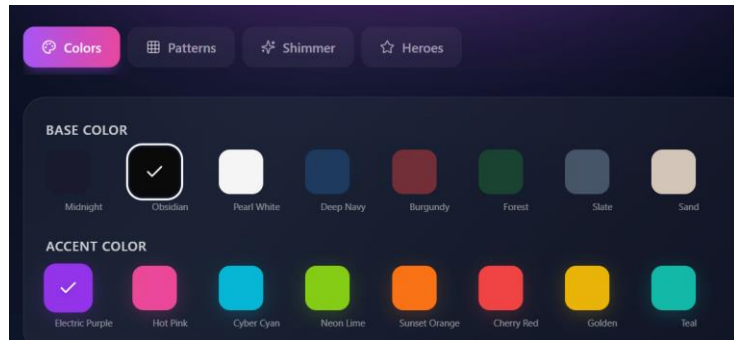 Colors Patterns Shimmer Heroes
BASE COLOR
Midnight Obsidian Pearl White Deep Navy Burgundy Forest Slate Sand
ACCENT COLOR
Electric Purple Hot Pink Cyber Cyan Neon Lime Sunset Orange Cherry Red Golden Teal